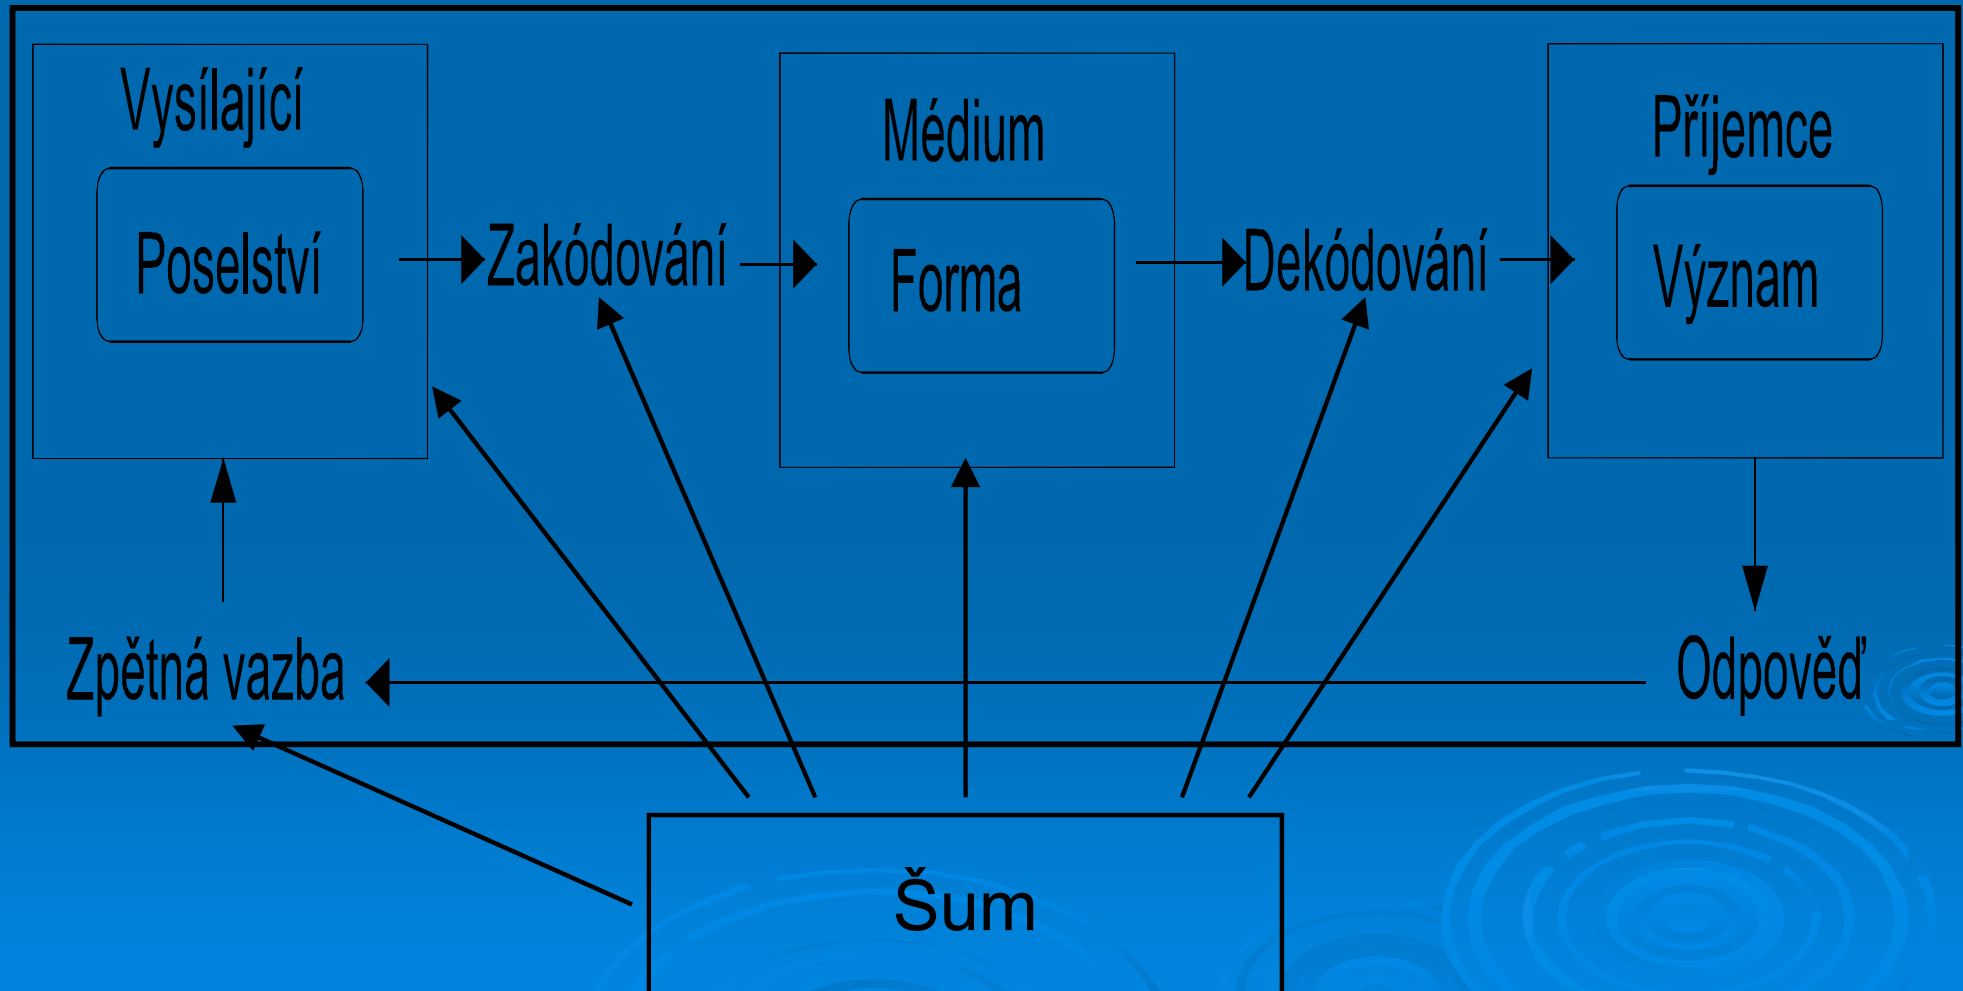 Vysílající
Médium
Příjemce
Poselství
Zakódování
Forma
Dekódování
Význam
Zpětná vazba
Odpověď
Šum